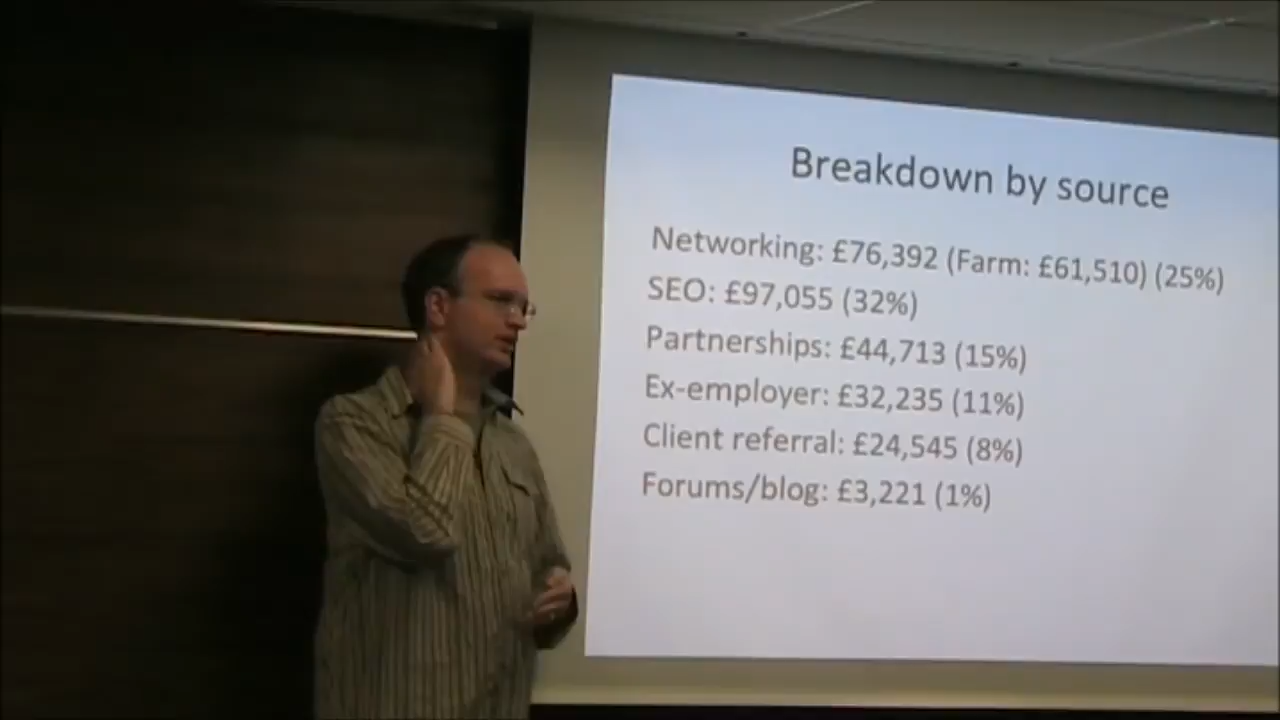 Breakdown by source
Networking: £76,392 (Farm: £61,510) (25%)
SEO: £97,055 (32%)
Partnerships: £44,713 (15%)
Ex-employer: £32,235 (11%)
Client referral: £24,545 (8%)
Forums/blog: £3,221 (1%)